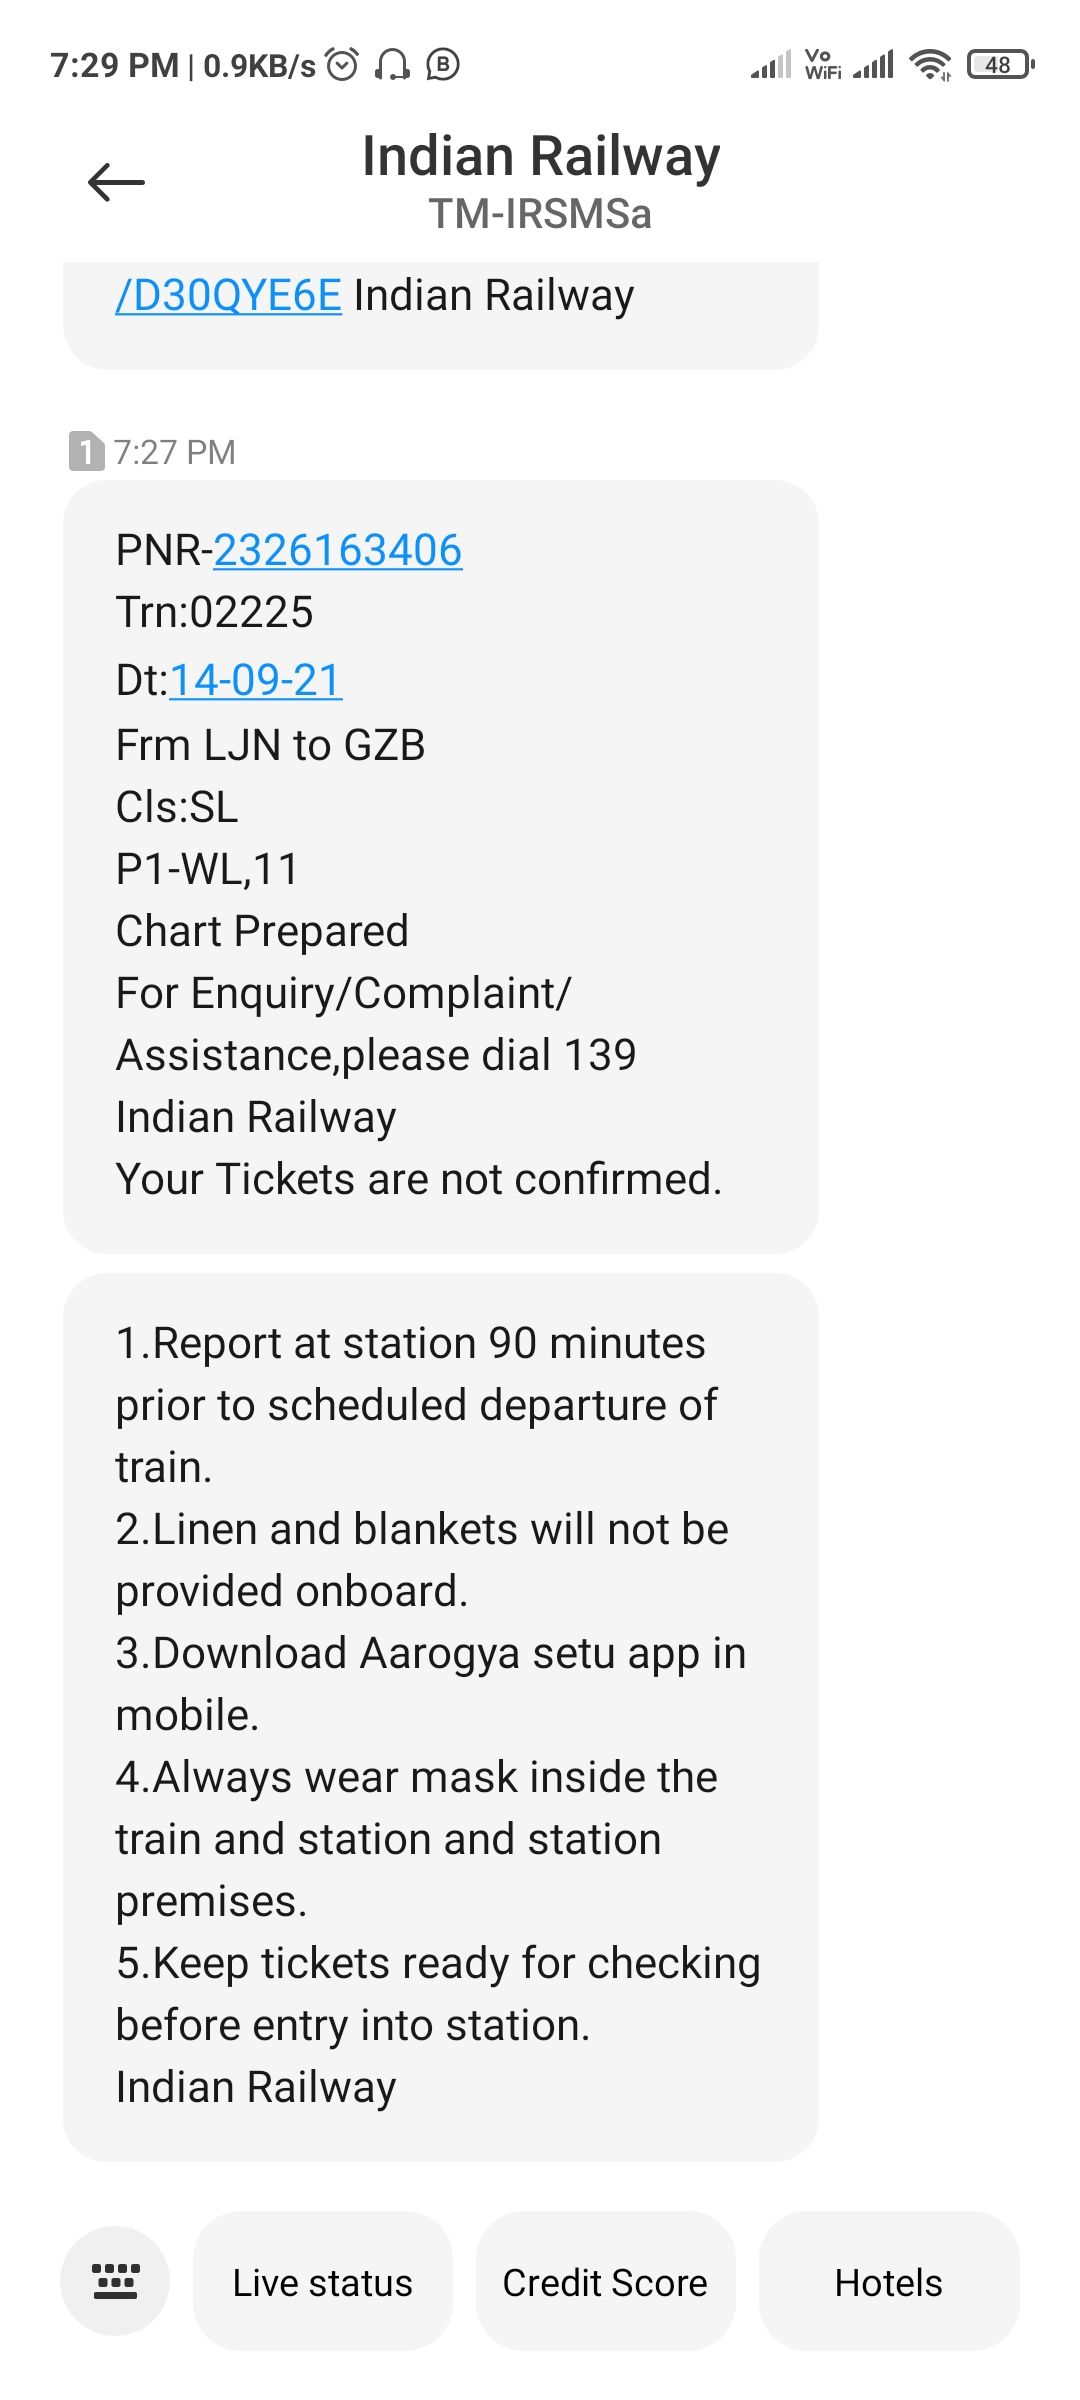 7:29 PM | 0.9KB/s B Vo WiFi 48
Indian Railway
TM-IRSMSa
/D30QYE6E Indian Railway
1 7:27 PM
PNR-2326163406
Trn:02225
Dt:14-09-21
Frm LJN to GZB
Cls:SL
P1-WL,11
Chart Prepared
For Enquiry/Complaint/
Assistance,please dial 139
Indian Railway
Your Tickets are not confirmed.
1.Report at station 90 minutes
prior to scheduled departure of
train.
2.Linen and blankets will not be
provided onboard.
3.Download Aarogya setu app in
mobile.
4.Always wear mask inside the
train and station and station
premises.
5.Keep tickets ready for checking
before entry into station.
Indian Railway
Live status Credit Score Hotels